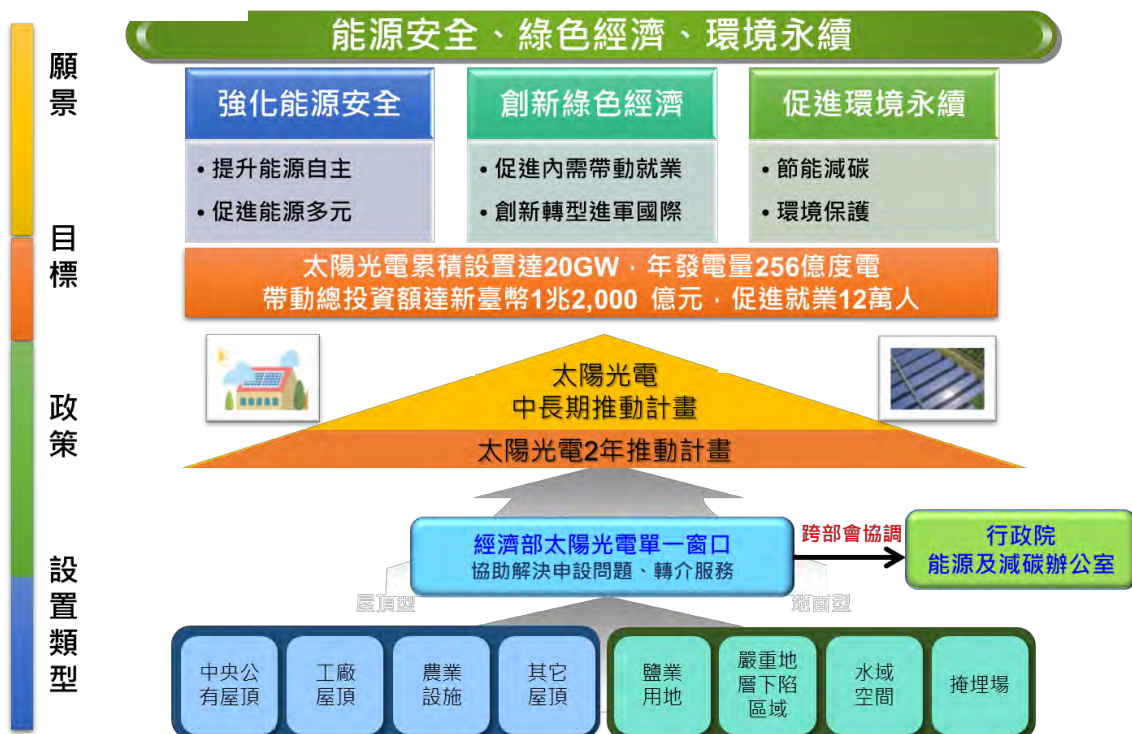 能源安全、綠色經濟、環境永續
願景
強化能源安全
• 提升能源自主
• 促進能源多元
創新綠色經濟
• 促進內需帶動就業
• 創新轉型進軍國際
促進環境永續
• 節能減碳
• 環境保護
目標
太陽光電累積設置達20GW，年發電量256億度電
帶動總投資額達新臺幣1兆2,000 億元，促進就業12萬人
政策
太陽光電
中長期推動計畫
太陽光電2年推動計畫
經濟部太陽光電單一窗口
協助解決申設問題、轉介服務
跨部會協調
行政院
能源及減碳辦公室
設置類型
屋頂型
地面型
中央公
有屋頂
工廠
屋頂
農業
設施
其它
屋頂
鹽業
用地
嚴重地
層下陷
區域
水域
空間
掩埋場